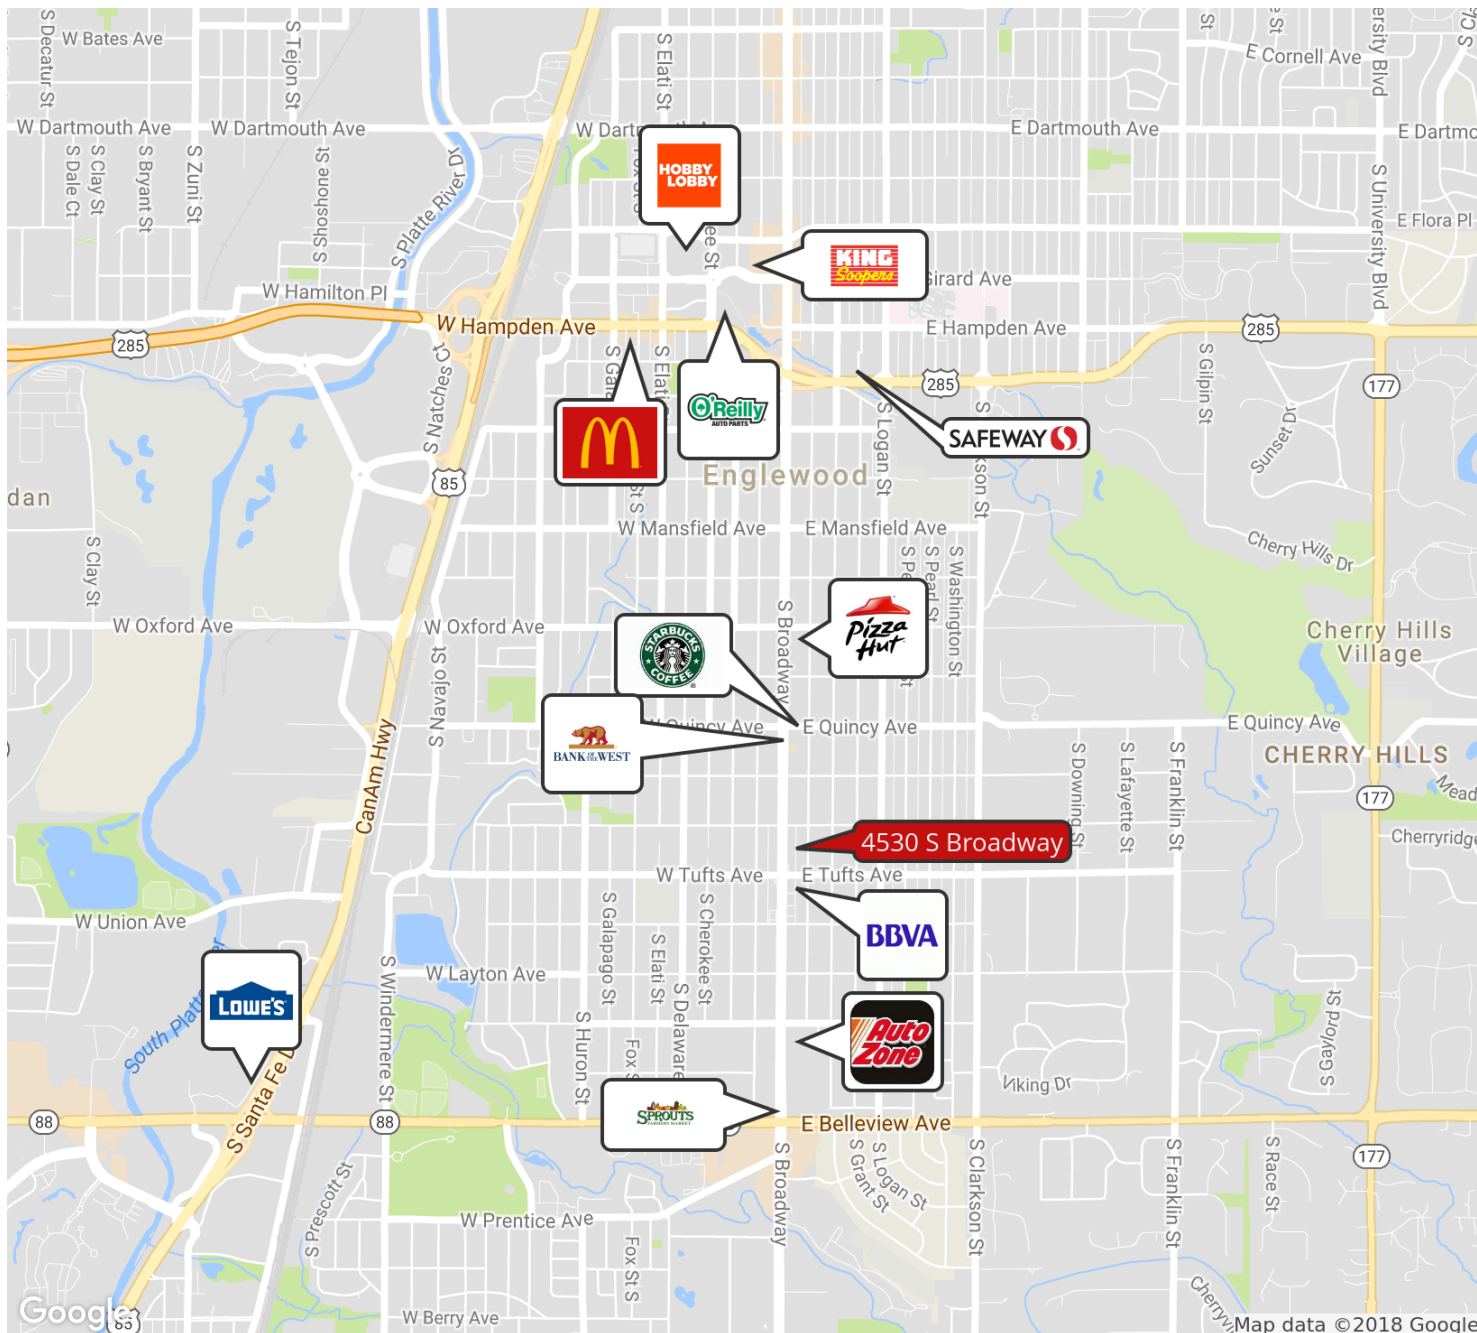 S Decatur St
W Bates Ave
S Tejon St
S Elati St
E Cornell Ave
W Dartmouth Ave
W Dartmouth Ave
E Dartmouth Ave
S Dale Ct
S Clay St
S Bryant St
S Zuni St
S Shoshone St
S Platte River Dr
HOBBY
LOBBY
S University Blvd
E Flora Pl
KING
Soopers
Girard Ave
W Hamilton Pl
W Hampden Ave
E Hampden Ave
285
285
285
177
S Natches Ct
S Elati
S Gilpin St
O'Reilly
AUTO PARTS
SAFEWAY
S Logan St
Sunset Dr
Englewood
85
dan
W Mansfield Ave
E Mansfield Ave
Cherry Hills Dr
S Clay St
S Pearl St
S Washington St
W Oxford Ave
W Oxford Ave
S Broadway
Pizza
Hut
STARBUCKS
COFFEE
Cherry Hills
Village
S Navajo St
W Quincy Ave
E Quincy Ave
E Quincy Ave
BANK OF THE WEST
CHERRY HILLS
CanAm Hwy
S Downing St
S Lafayette St
S Franklin St
177
Mead
Cherryridge
4530 S Broadway
W Tufts Ave
E Tufts Ave
W Union Ave
S Galapago St
S Elati St
S Cherokee St
BBVA
W Layton Ave
S Windermere St
S Delaware
LOWE'S
South Platte
S Huron St
Auto
Zone
S Gaylord St
Viking Dr
S Santa Fe D
SPROUTS
FARMERS MARKET
88
88
E Belleview Ave
177
S Prescott St
S Broadway
S Grant St
S Logan St
S Clarkson St
S Franklin St
S Race St
W Prentice Ave
Fox St S
W Berry Ave
Google
85
Map data ©2018 Google